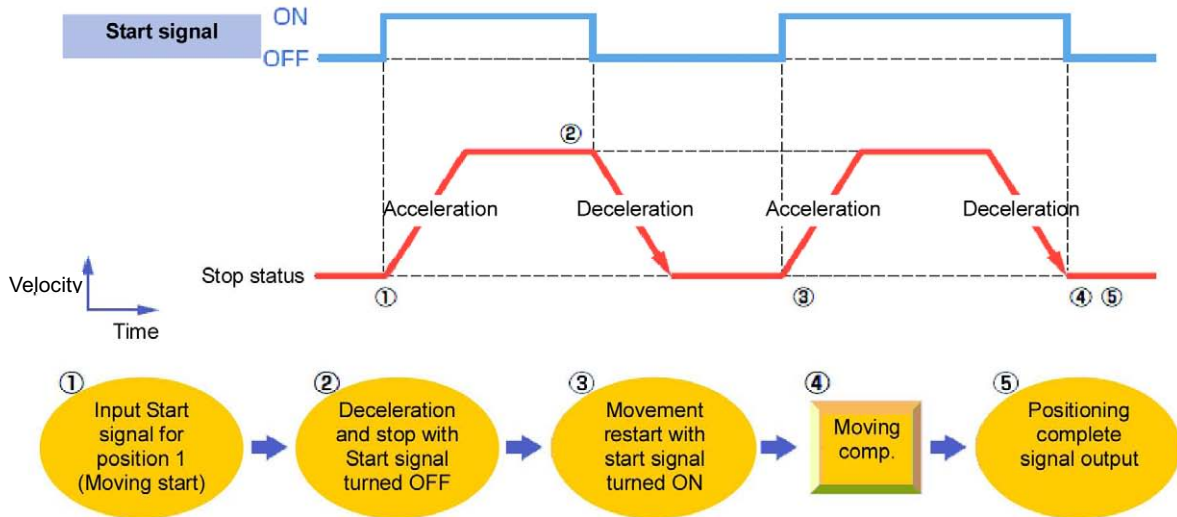 ON
Start signal
OFF
②
Acceleration
Deceleration
Acceleration
Deceleration
Stop status
Velocity
①
③
④ ⑤
Time
①
Input Start
signal for
position 1
(Moving start)
②
Deceleration
and stop with
Start signal
turned OFF
③
Movement
restart with
start signal
turned ON
④
Moving
comp.
⑤
Positioning
complete
signal output